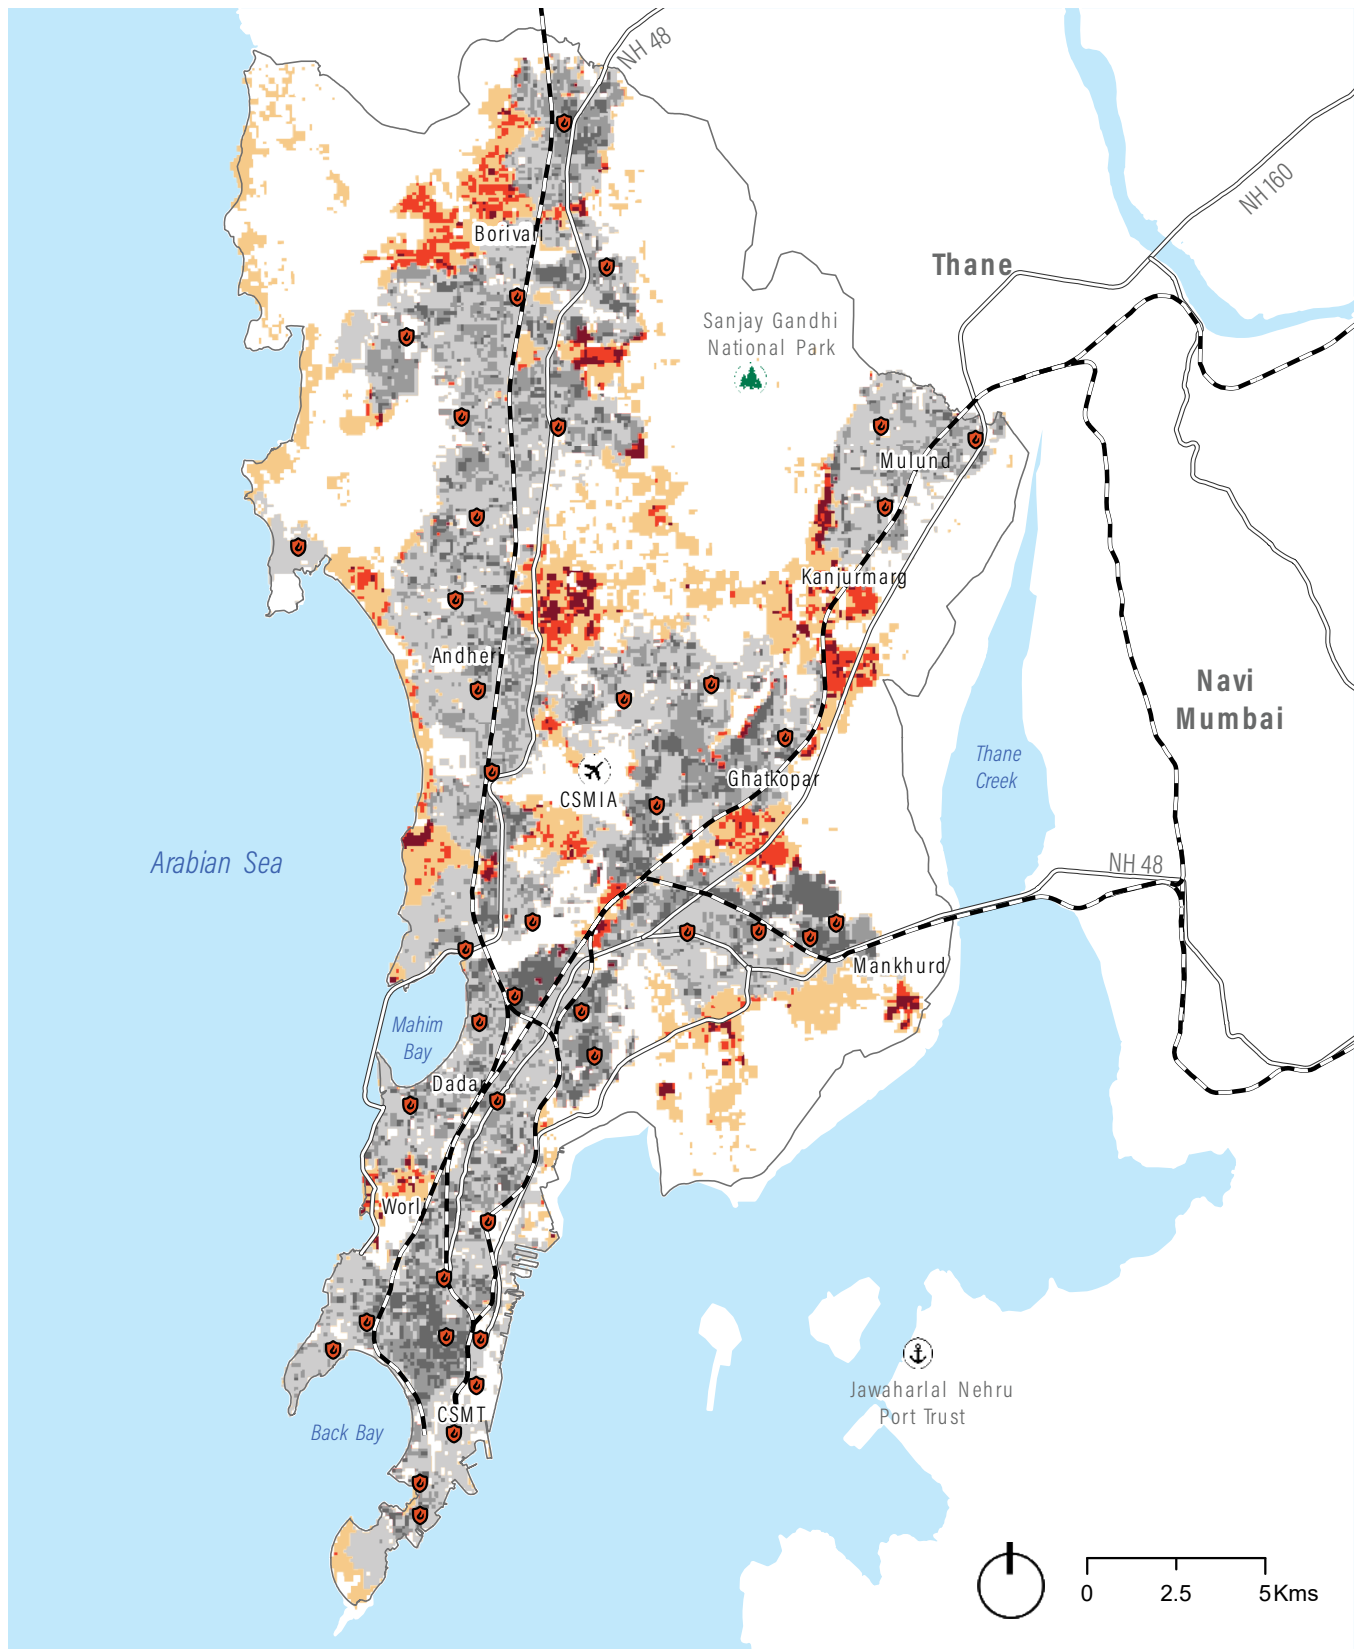 NH 48
NH 160
Borivali
Thane
Sanjay Gandhi
National Park
Mulund
Kanjurmarg
Andheri
Navi
Mumbai
Thane
Creek
Ghatkopar
CSMIA
Arabian Sea
NH 48
Mankhurd
Mahim
Bay
Dadar
Worli
Jawaharlal Nehru
Port Trust
CSMT
Back Bay
0
2.5
5Kms